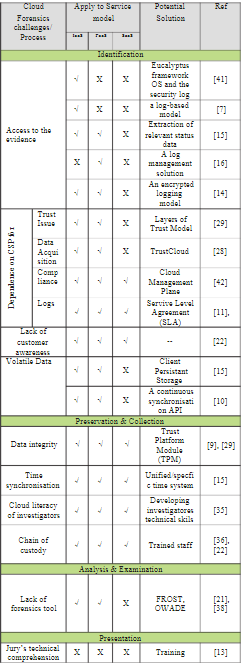 Cloud Forensics challenges/ Process
Apply to Service model
Potential Solution
Ref
IaaS PaaS SaaS
Identification
Access to the evidence
√ X X Eucalyptus framework OS and the security log [41]
√ X X a log-based model [7]
√ √ X Extraction of relevant status data [15]
X √ X A log management solution [16]
√ √ X An encrypted logging model [14]
Dependence on CSP for
Trust Issue √ √ X Layers of Trust Model [29]
Data Acqui sition √ √ X TrustCloud [28]
Comp liance √ √ √ Cloud Management Plane [42]
Logs √ √ √ Servive Level Agreement (SLA) [11],
Lack of customer awareness √ √ √ -- [22]
Volatile Data √ √ X Client Persistant Storage [15]
√ √ X A continuous synchronisati on API [10]
Preservation & Collection
Data integrity √ √ √ Trust Platform Module (TPM) [9], [29]
Time synchronisation √ √ √ Unified/specfi c time system [15]
Cloud literacy of investigators √ √ √ Developing investigatores technical skils [35]
Chain of custody √ √ √ Trained staff [36], [22]
Analysis & Examination
Lack of forensics tool √ √ X FROST, OWADE [21], [38]
Presentation
Jury's technical comprehension X X X Training [13]